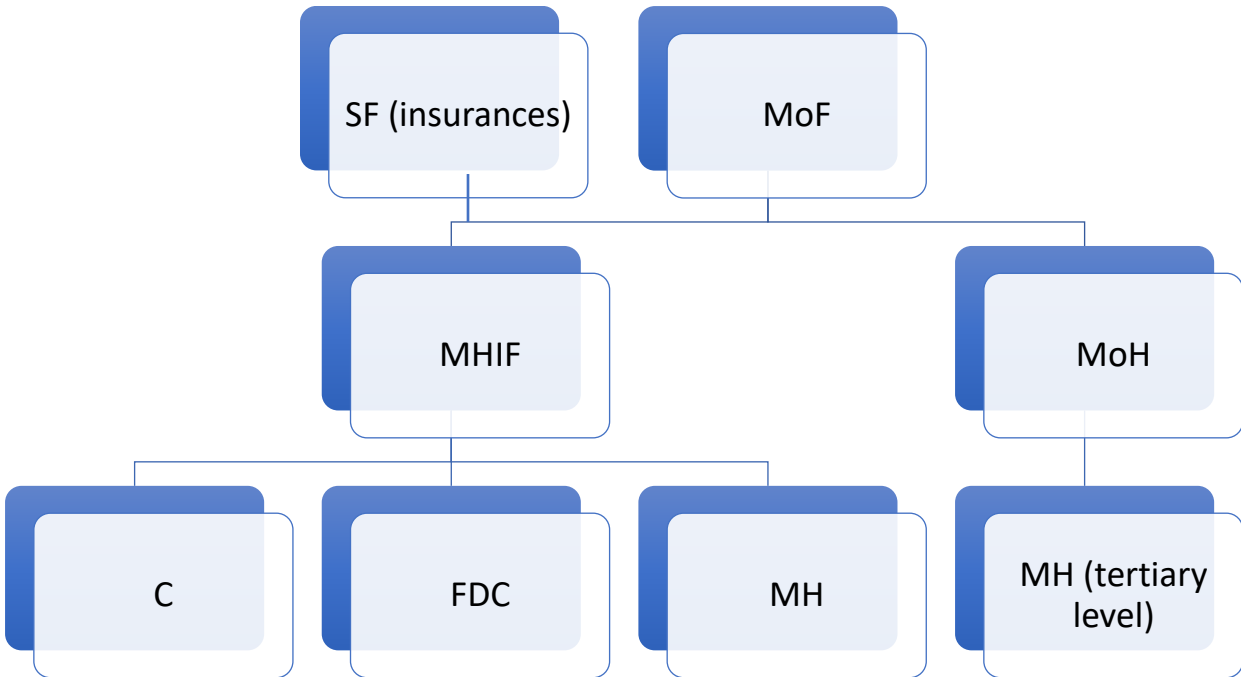 SF (insurances)
MoF
MHIF
MoH
C
FDC
MH
MH (tertiary
level)